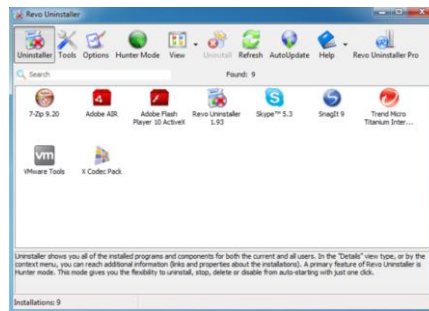 Revo Uninstaller
Uninstaller Tools Options Hunter Mode View Uninstall Refresh AutoUpdate Help Revo Uninstaller Pro
Search Found: 9
7-Zip 9.20 Adobe AIR Adobe Flash Player 10 ActiveX Revo Uninstaller 1.93 Skype™ 5.3 SnagIt 9 Trend Micro Titanium Inter...
VMware Tools X Codec Pack
Uninstaller shows you all of the installed programs and components for both the current and all users. In the "Details" view type, or by the
context menu, you can reach additional information (links and properties about the installations). A primary feature of Revo Uninstaller is
Hunter mode. This mode gives you the flexibility to uninstall, stop, delete or disable from auto-starting with just one click.
Installations: 9